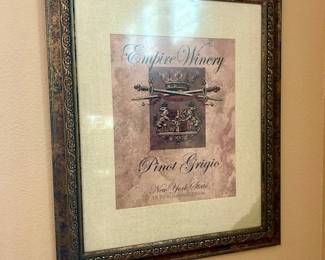 Empire Winery
Pinot Grigio
New York State